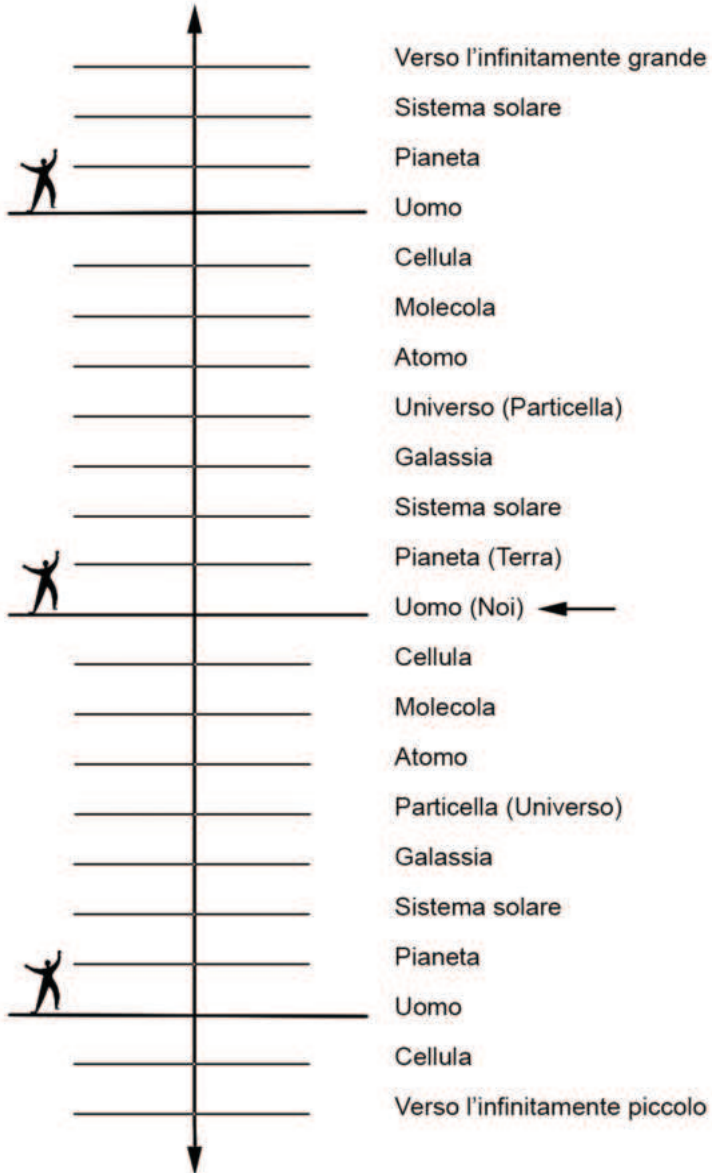 Verso l'infinitamente grande
Sistema solare
Pianeta
Uomo
Cellula
Molecola
Atomo
Universo (Particella)
Galassia
Sistema solare
Pianeta (Terra)
Uomo (Noi)
Cellula
Molecola
Atomo
Particella (Universo)
Galassia
Sistema solare
Pianeta
Uomo
Cellula
Verso l'infinitamente piccolo